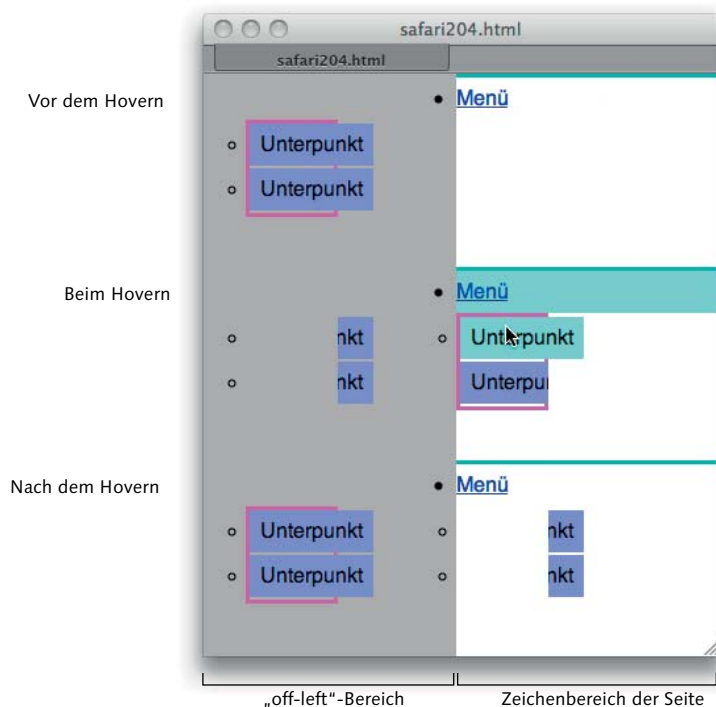 safari204.html
safari204.html
Vor dem Hovern
Menü
Unterpunkt
Unterpunkt
Beim Hovern
Menü
nkt Unterpunkt
nkt Unterpu
Nach dem Hovern
Menü
Unterpunkt nkt
Unterpunkt nkt
„off-left“-Bereich Zeichenbereich der Seite